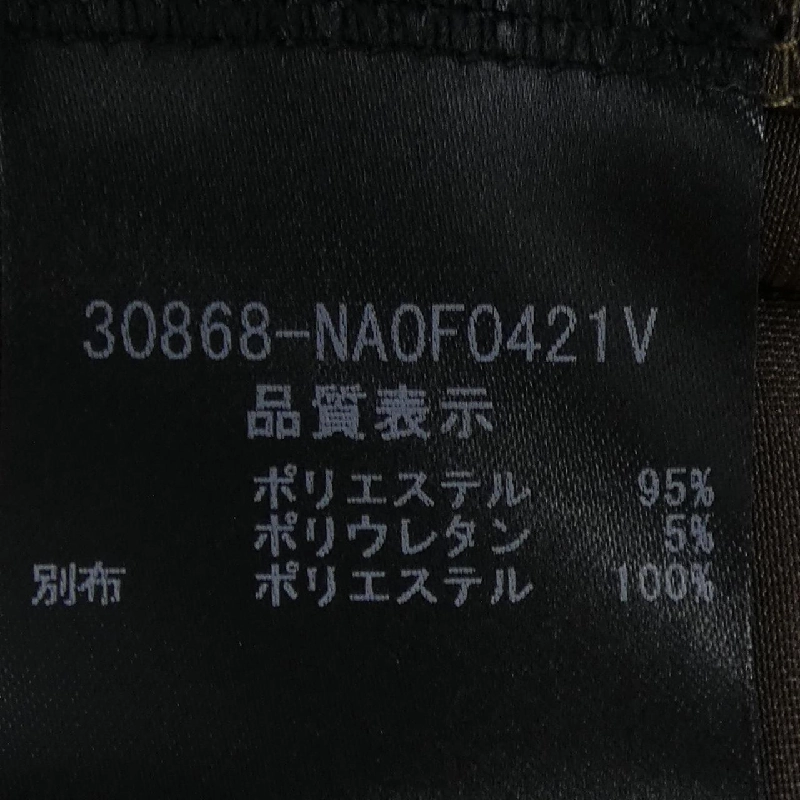 30868-NA0F0421V
品質表示
ポリエステル 95%
ポリウレタン 5%
別布 ポリエステル 100%